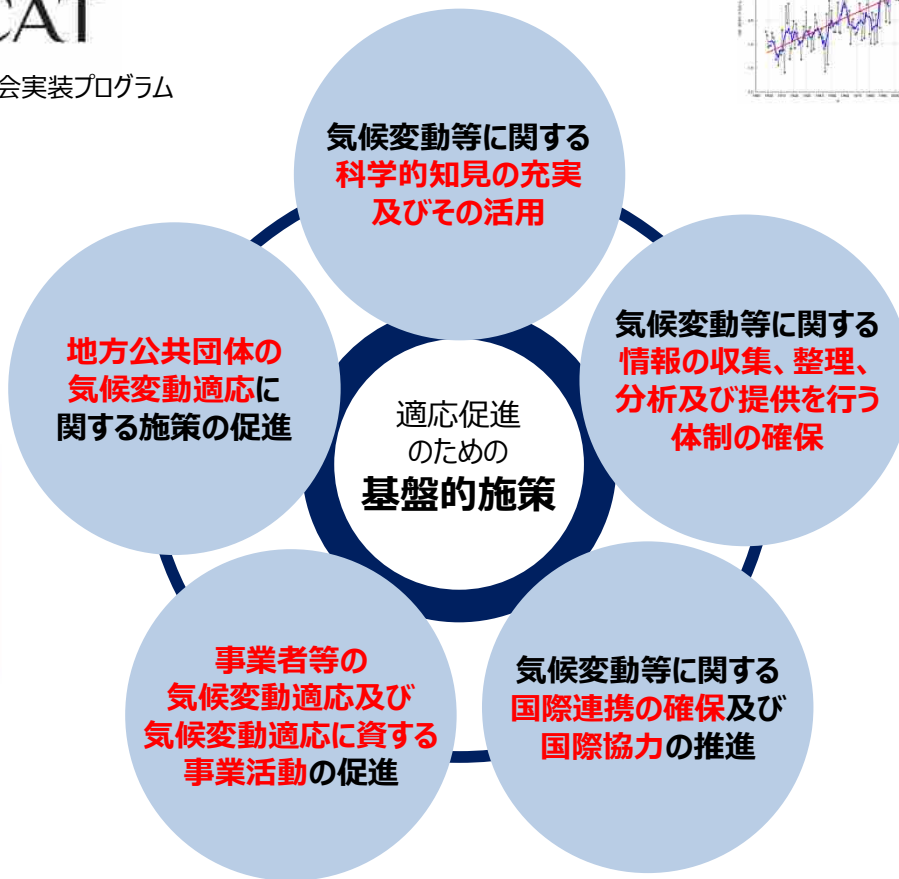 CAT
会実装プログラム
気候変動等に関する
科学的知見の充実
及びその活用
気候変動等に関する
情報の収集、整理、
分析及び提供を行う
体制の確保
地方公共団体の
気候変動適応に
関する施策の促進
適応促進
のための
基盤的施策
事業者等の
気候変動適応及び
気候変動適応に資する
事業活動の促進
気候変動等に関する
国際連携の確保及び
国際協力の推進